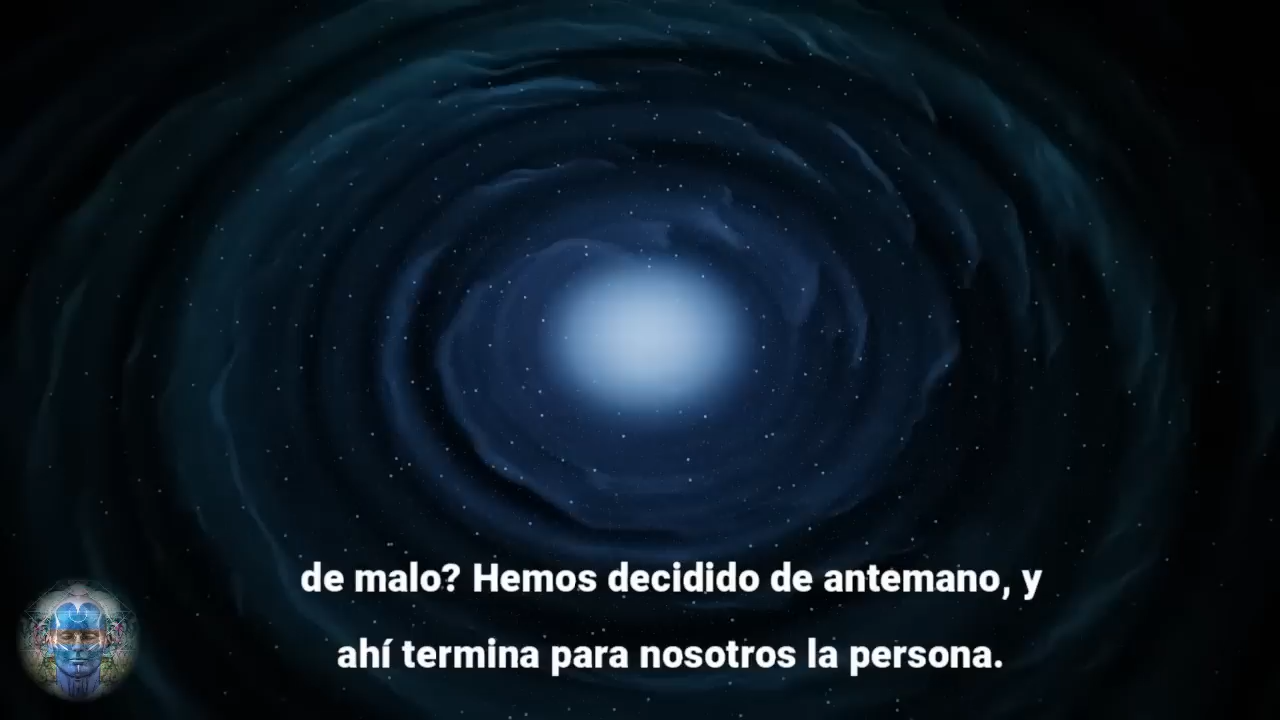 de malo? Hemos decidido de antemano, y
ahí termina para nosotros la persona.